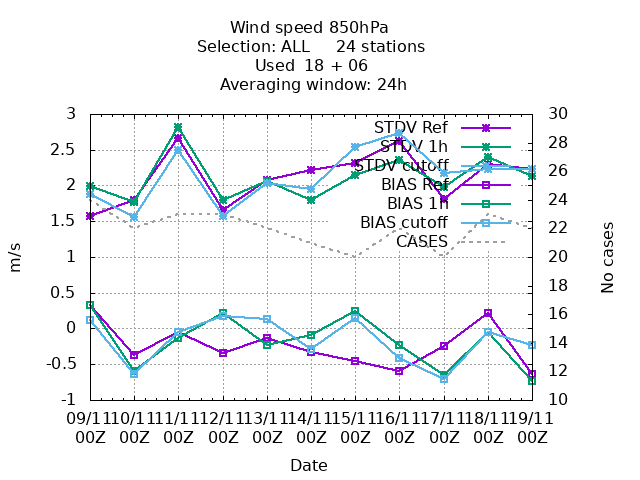 Wind speed 850hPa
Selection: ALL 24 stations
Used 18 + 06
Averaging window: 24h
3
2.5
2
1.5
1
0.5
0
-0.5
-1
m/s
30
28
26
24
22
20
18
16
14
12
10
No cases
STDV Ref
STDV 1h
STDV cutoff
BIAS Ref
BIAS 1h
BIAS cutoff
CASES
09/11 10/11 11/11 12/11 13/11 14/11 15/11 16/11 17/11 18/11 19/11
00Z 00Z 00Z 00Z 00Z 00Z 00Z 00Z 00Z 00Z 00Z
Date